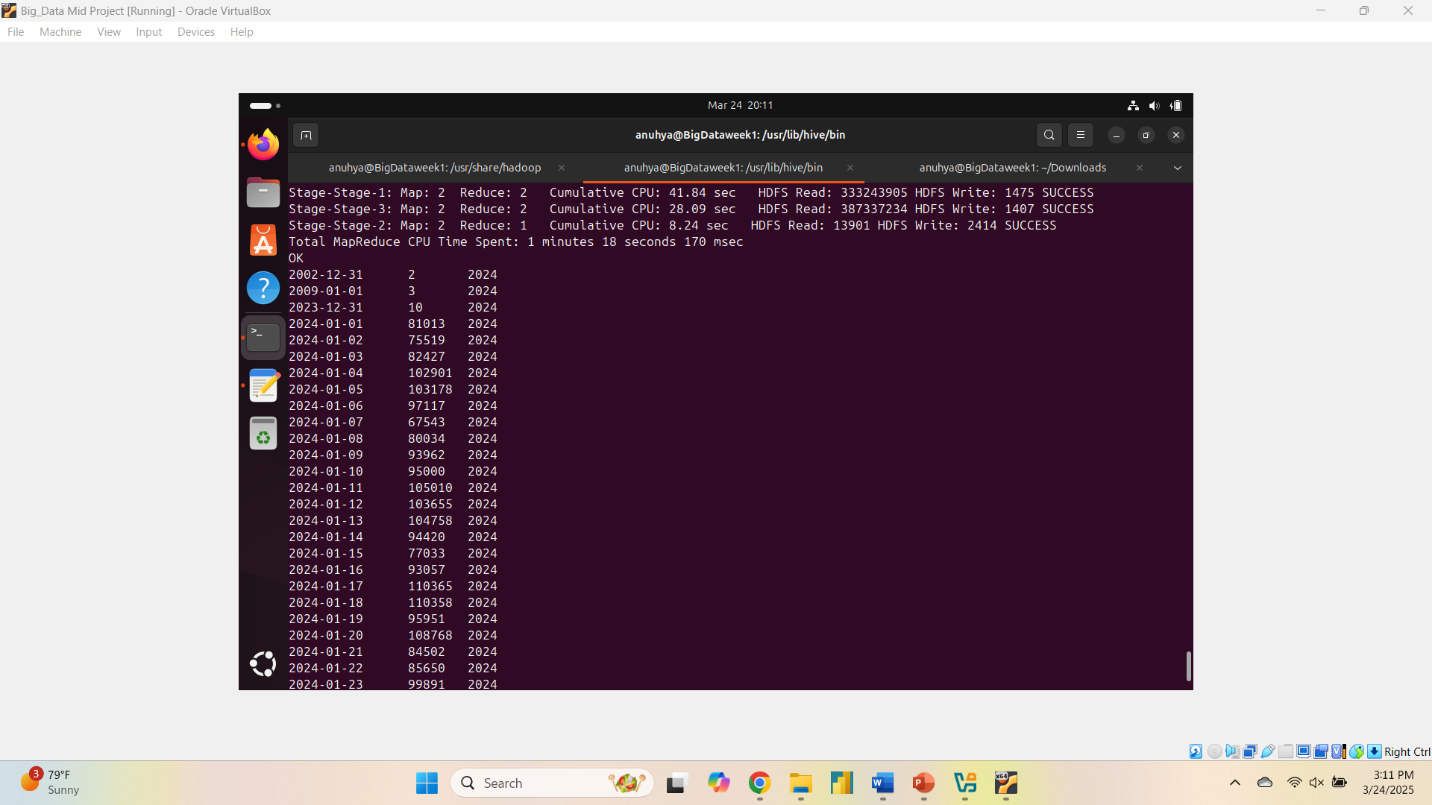 Big_Data Mid Project [Running] - Oracle VirtualBox
File Machine View Input Devices Help
Mar 24 20:11
anuhya@BigDataweek1: /usr/lib/hive/bin
anuhya@BigDataweek1: /usr/share/hadoop
anuhya@BigDataweek1: /usr/lib/hive/bin
anuhya@BigDataweek1: ~/Downloads
Stage-Stage-1: Map: 2 Reduce: 2 Cumulative CPU: 41.84 sec HDFS Read: 333243905 HDFS Write: 1475 SUCCESS
Stage-Stage-3: Map: 2 Reduce: 2 Cumulative CPU: 28.09 sec HDFS Read: 387337234 HDFS Write: 1407 SUCCESS
Stage-Stage-2: Map: 2 Reduce: 1 Cumulative CPU: 8.24 sec HDFS Read: 13901 HDFS Write: 2414 SUCCESS
Total MapReduce CPU Time Spent: 1 minutes 18 seconds 170 msec
OK
2002-12-31 2 2024
2009-01-01 3 2024
2023-12-31 10 2024
2024-01-01 81013 2024
2024-01-02 75519 2024
2024-01-03 82427 2024
2024-01-04 102901 2024
2024-01-05 103178 2024
2024-01-06 97117 2024
2024-01-07 67543 2024
2024-01-08 80034 2024
2024-01-09 93962 2024
2024-01-10 95000 2024
2024-01-11 105010 2024
2024-01-12 103655 2024
2024-01-13 104758 2024
2024-01-14 94420 2024
2024-01-15 77033 2024
2024-01-16 93057 2024
2024-01-17 110365 2024
2024-01-18 110358 2024
2024-01-19 95951 2024
2024-01-20 108768 2024
2024-01-21 84502 2024
2024-01-22 85650 2024
2024-01-23 99891 2024
Right Ctrl
3
79°F
Sunny
Search
3:11 PM
3/24/2025